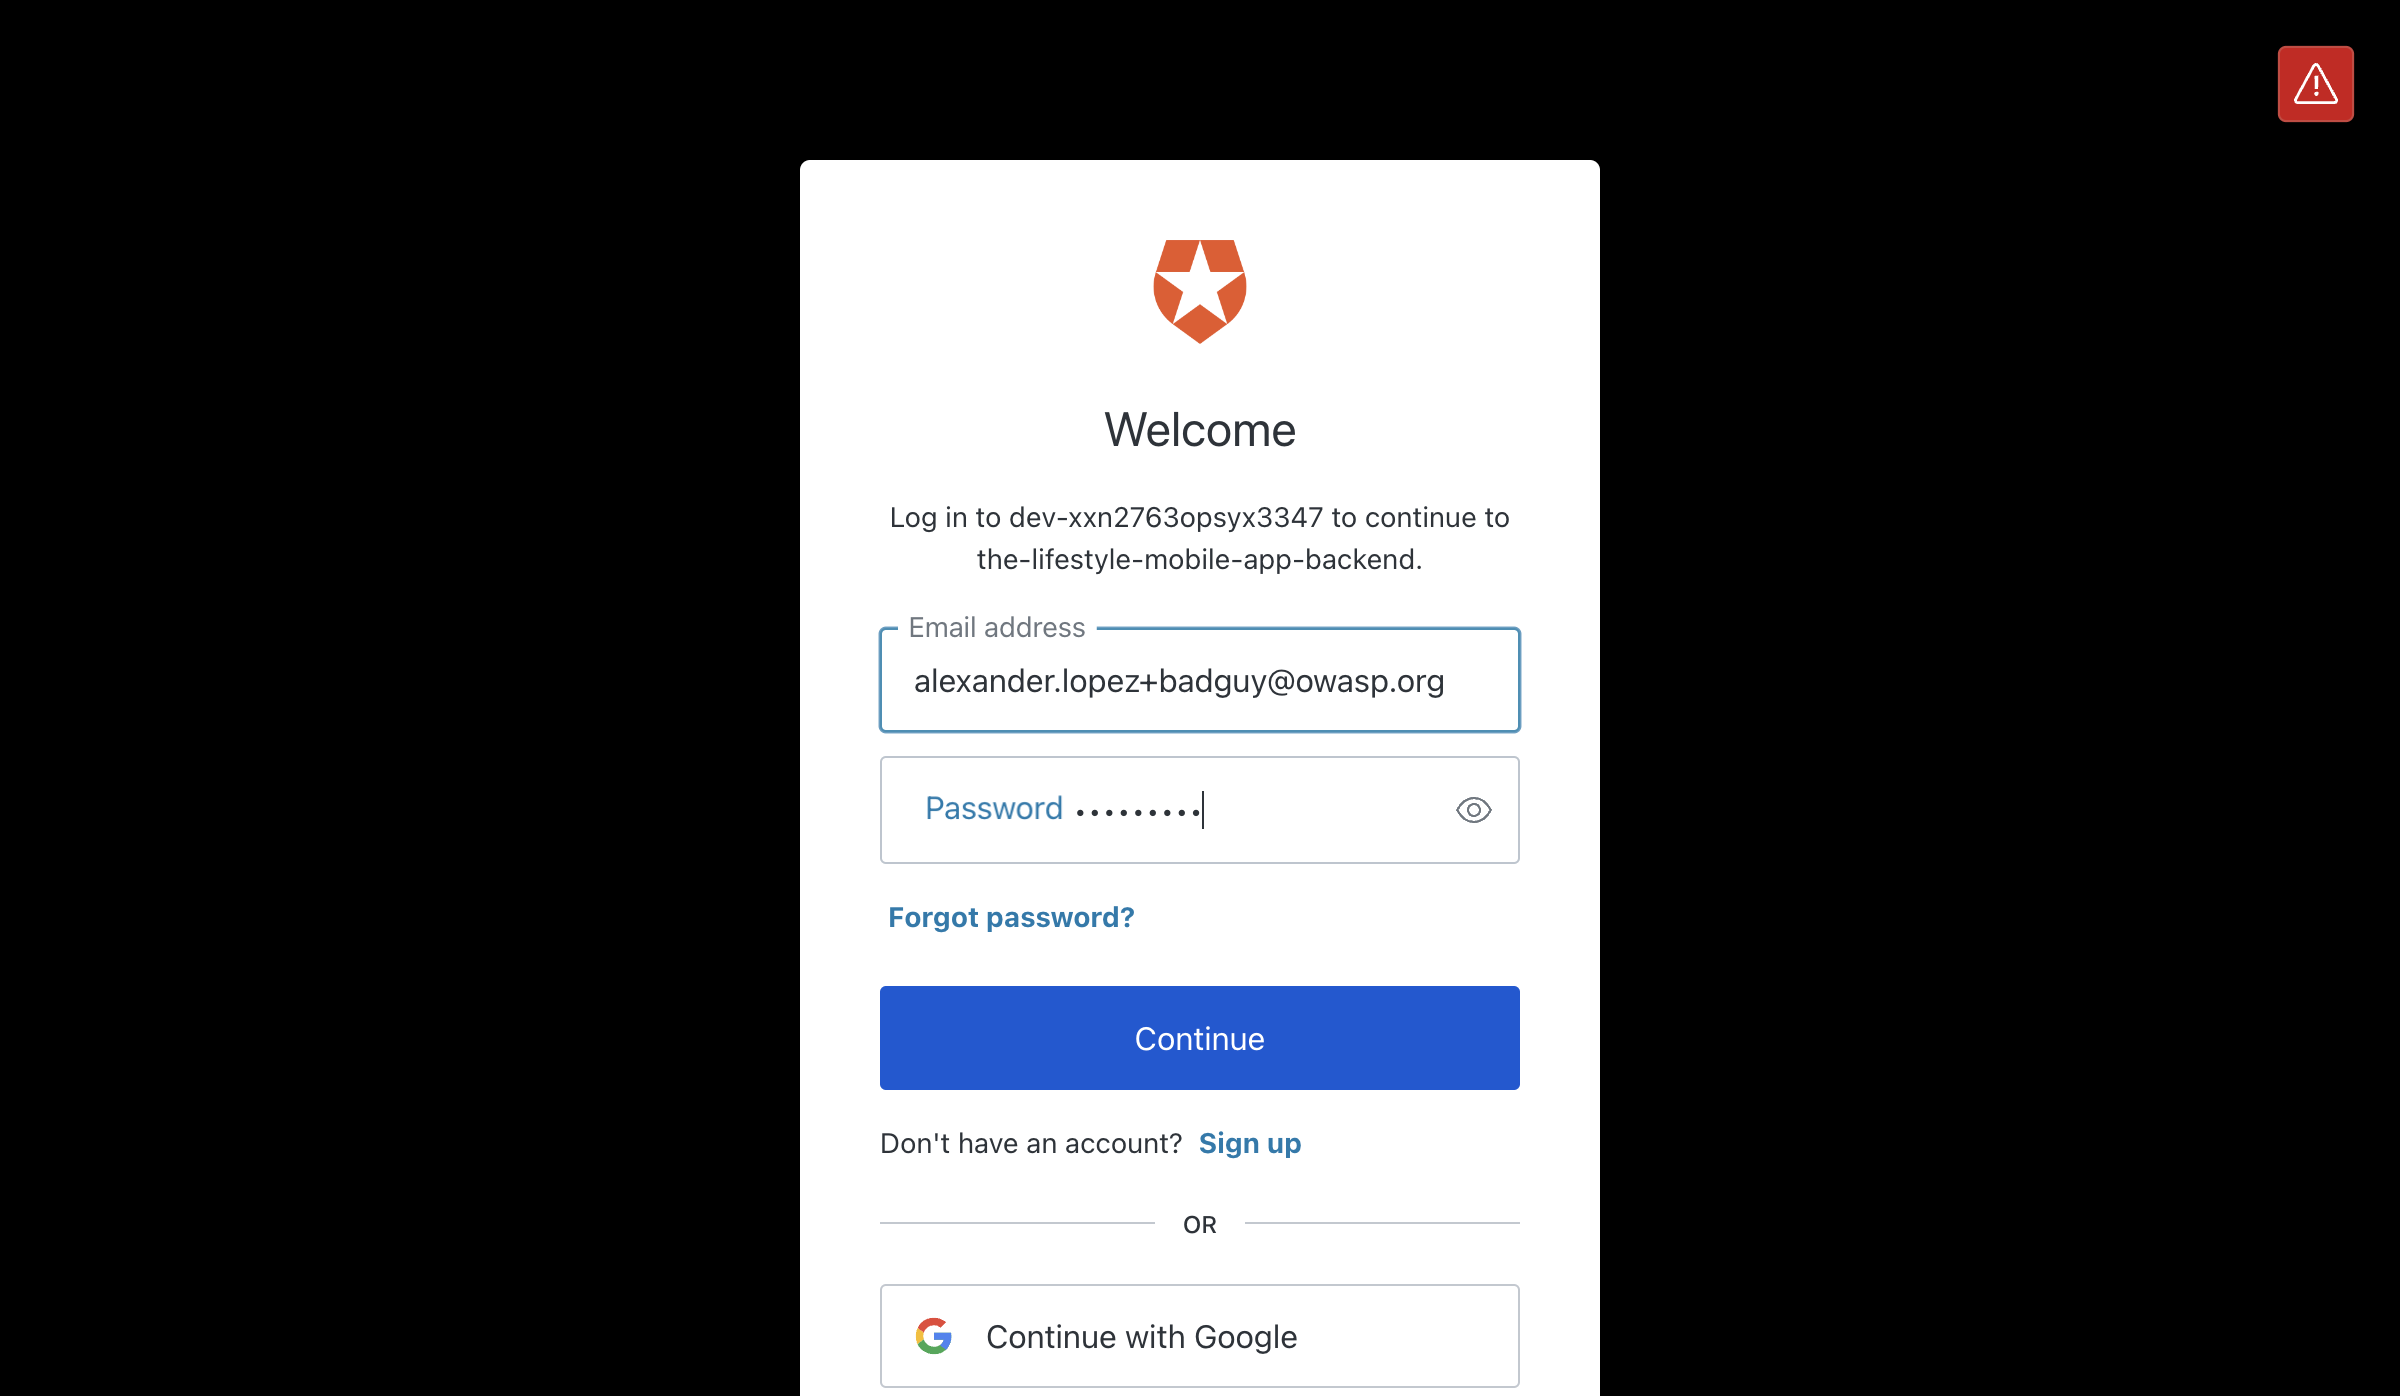 Welcome
Log in to dev-xxn2763opsyx3347 to continue to
the-lifestyle-mobile-app-backend.
Email address
alexander.lopez+badguy@owasp.org
Password •••••••••
Forgot password?
Continue
Don't have an account? Sign up
OR
Continue with Google